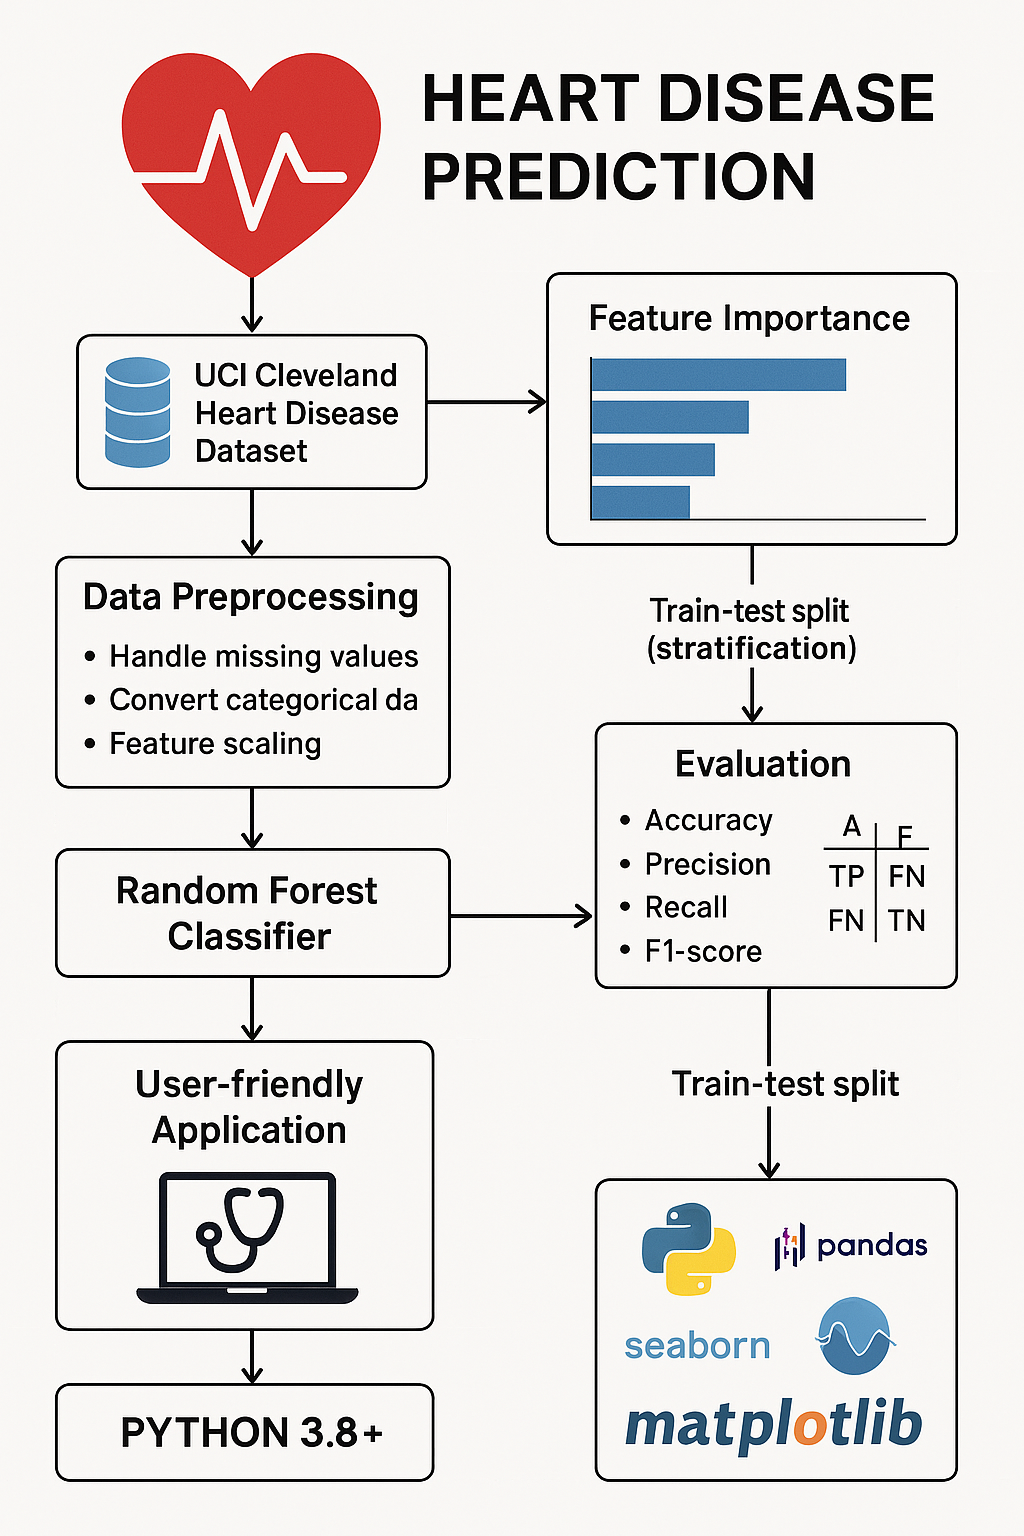 HEART DISEASE
PREDICTION
UCI Cleveland
Heart Disease
Dataset
Feature Importance
Data Preprocessing
• Handle missing values
• Convert categorical da
• Feature scaling
Train-test split
(stratification)
Random Forest
Classifier
Evaluation
• Accuracy
• Precision
• Recall
• F1-score
A F
TP FN
FN TN
User-friendly
Application
Train-test split
pandas
seaborn
matplotlib
PYTHON 3.8+